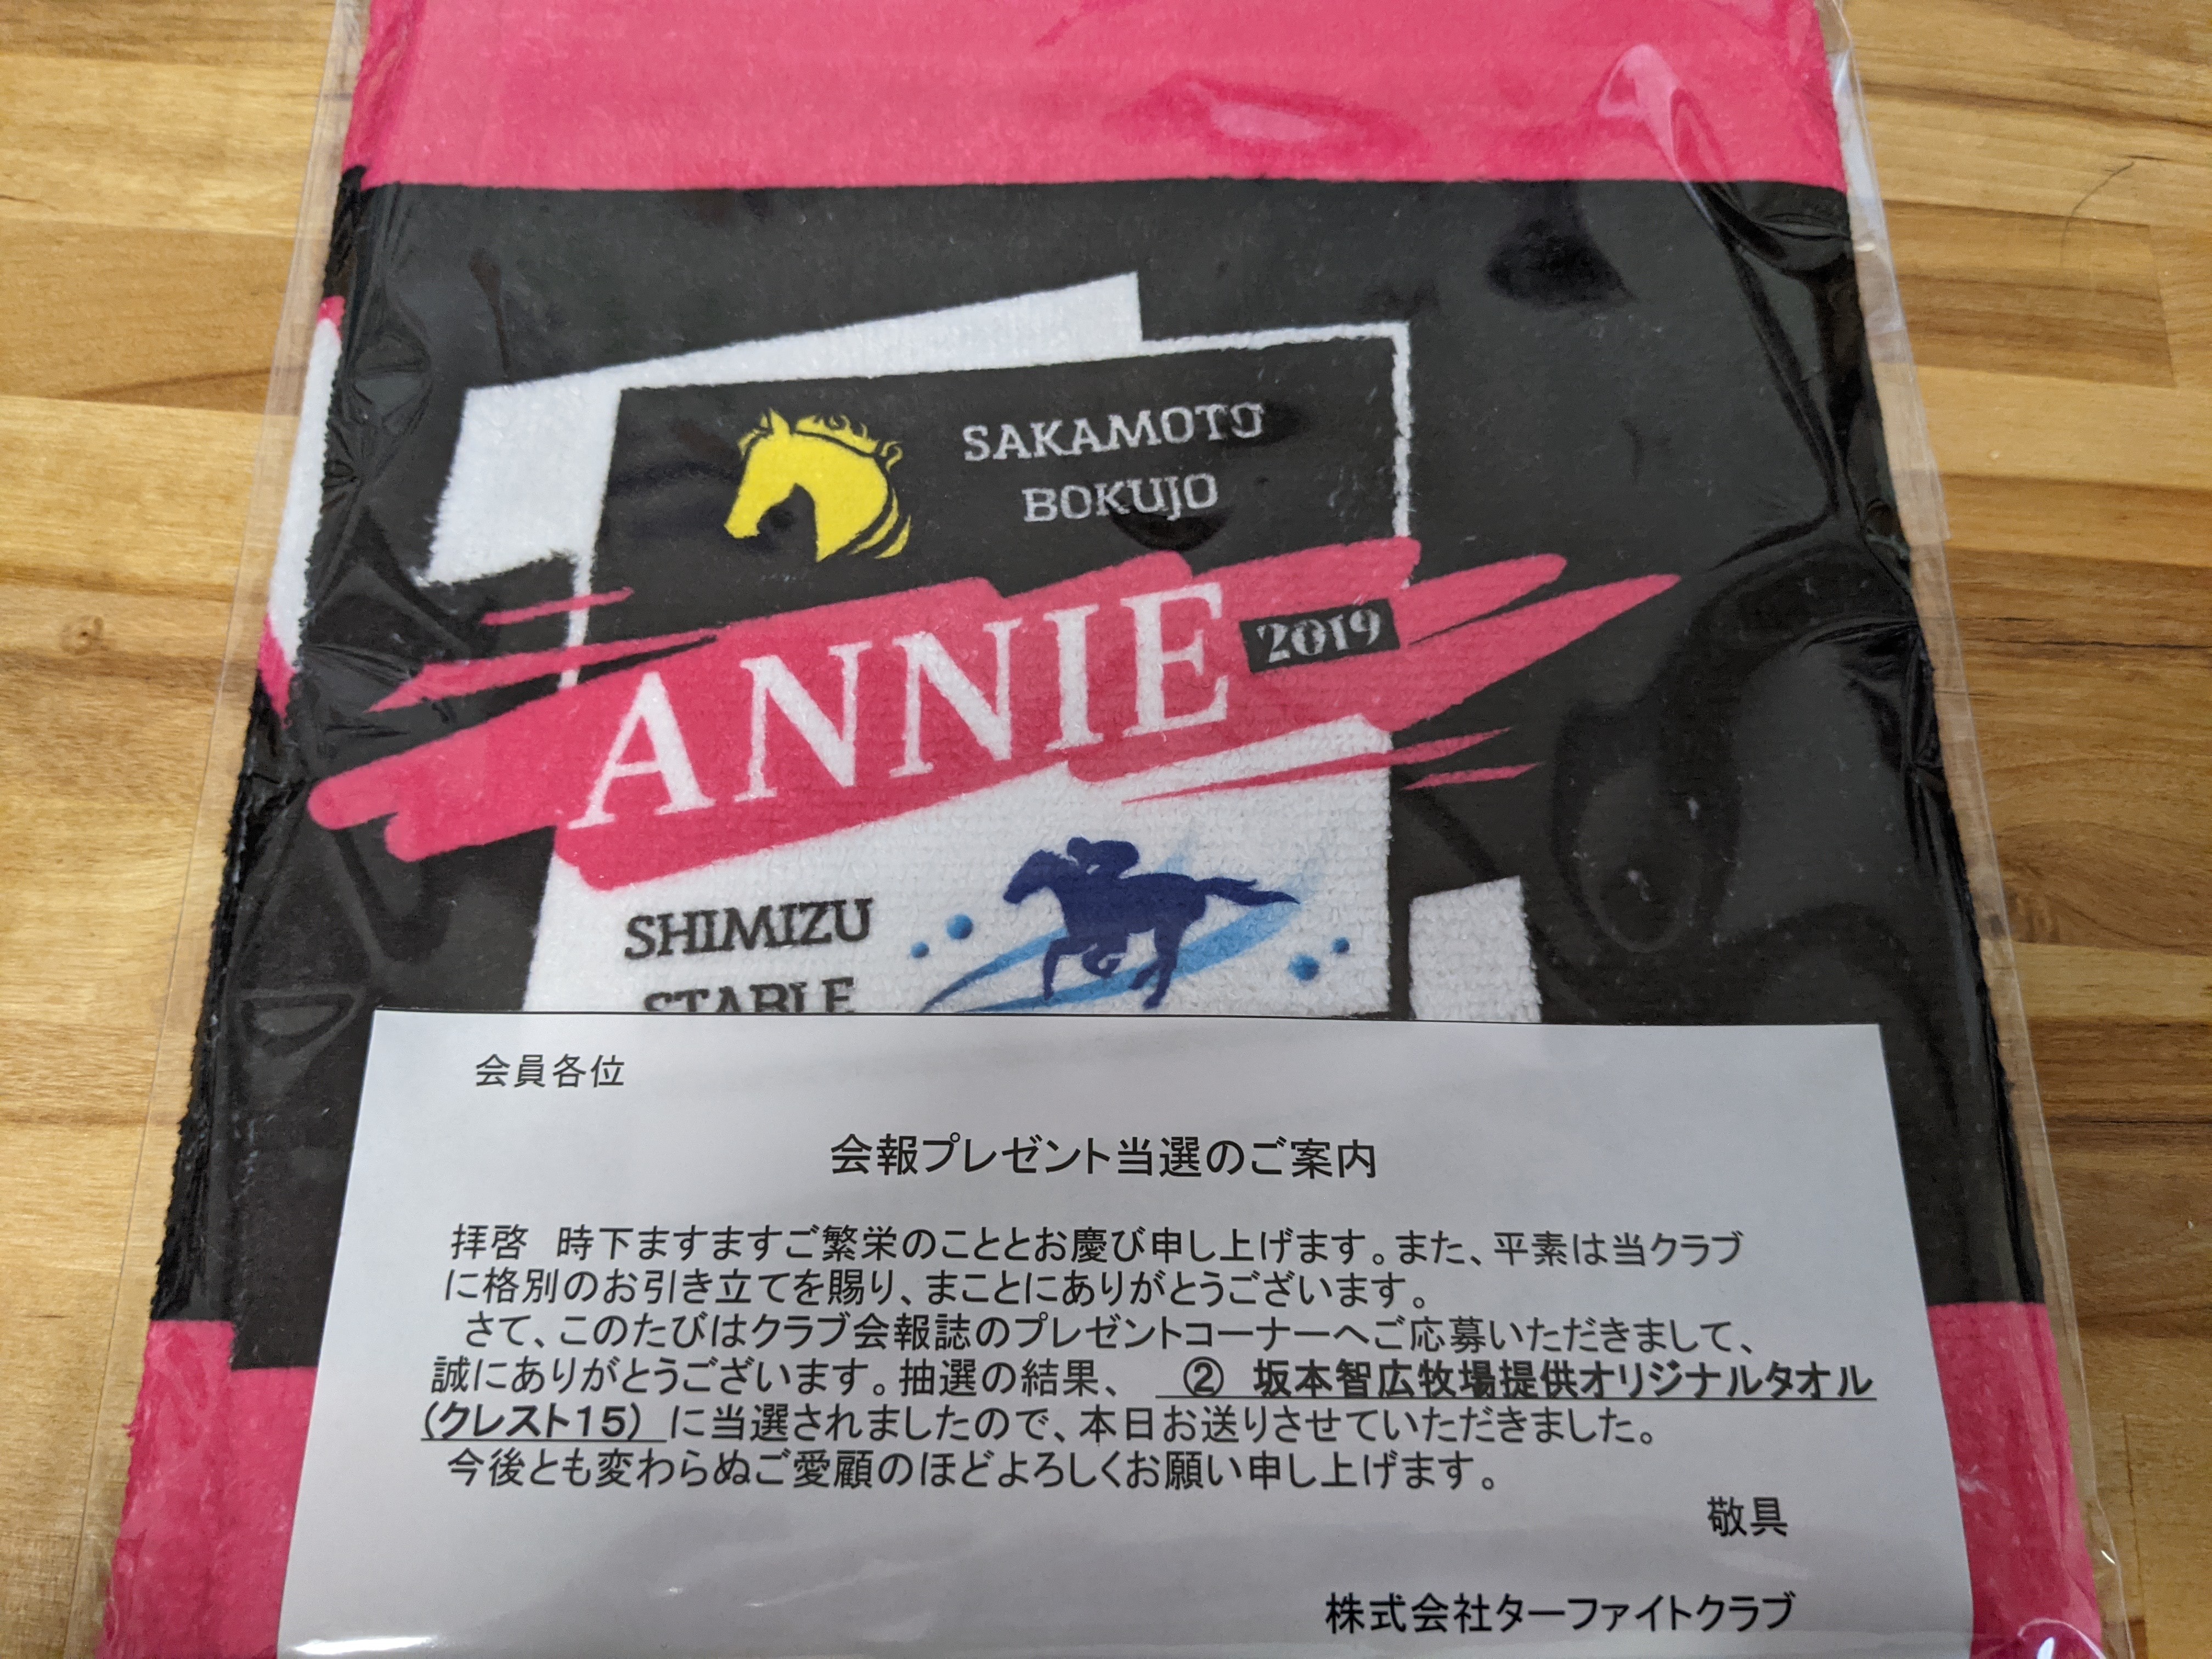 SAKAMOTO
BOKUJO
ANNIE 2019
SHIMIZU
STABLE
会員各位
会報プレゼント当選のご案内
拝啓　時下ますますご繁栄のこととお慶び申し上げます。また、平素は当クラブ
に格別のお引き立てを賜り、まことにありがとうございます。
さて、このたびはクラブ会報誌のプレゼントコーナーへご応募いただきまして、
誠にありがとうございます。抽選の結果、　②　坂本智広牧場提供オリジナルタオル
(クレスト15)　に当選されましたので、本日お送りさせていただきました。
今後とも変わらぬご愛顧のほどよろしくお願い申し上げます。
敬具
株式会社ターファイトクラブ